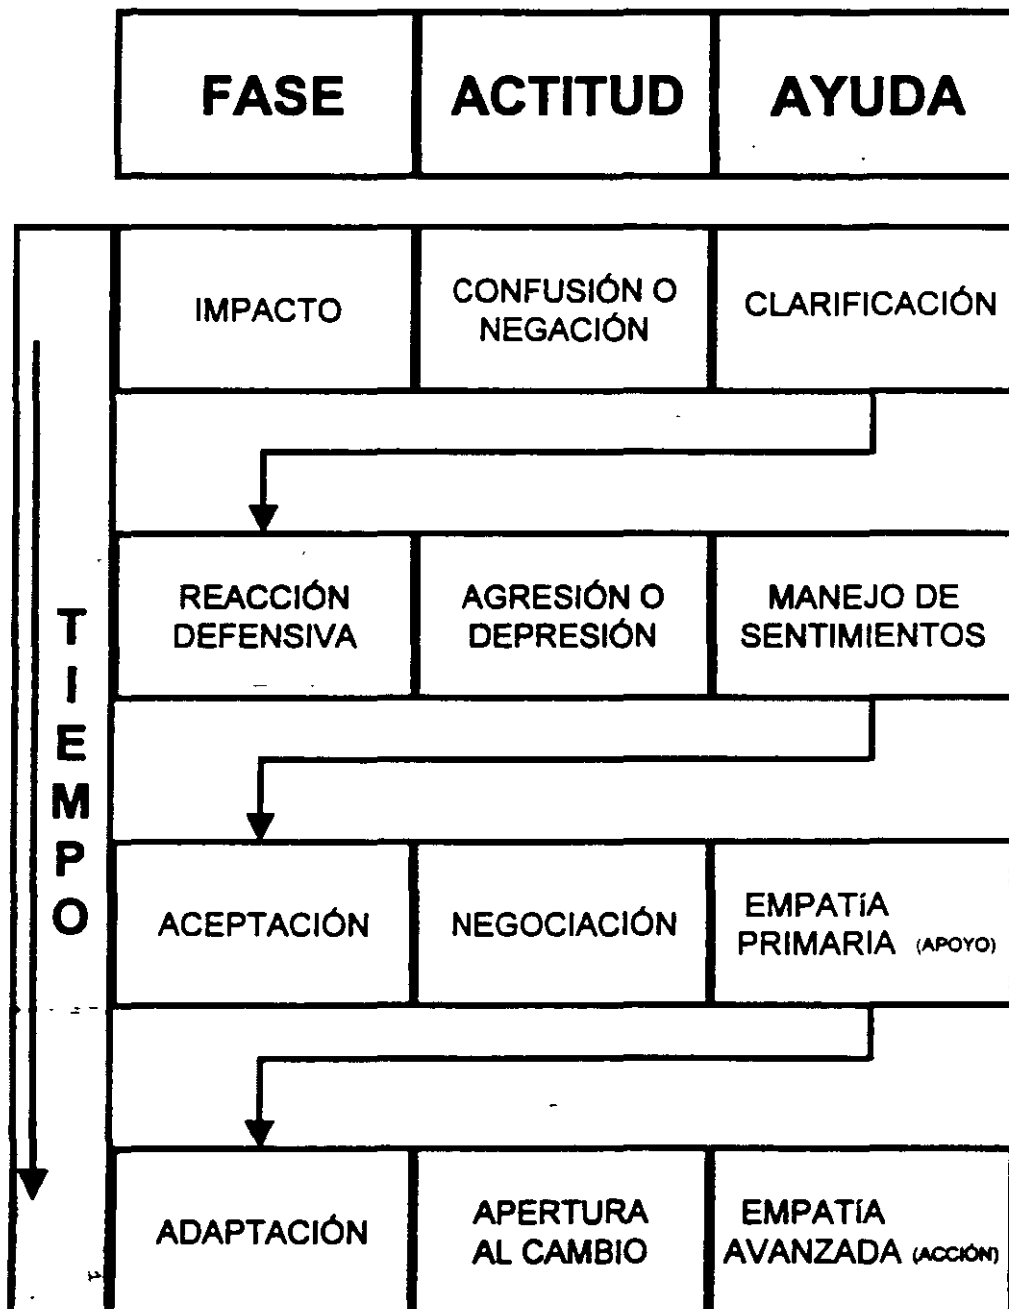 FASE
ACTITUD
AYUDA
TIEMPO
IMPACTO
CONFUSIÓN O
NEGACIÓN
CLARIFICACIÓN
REACCIÓN
DEFENSIVA
AGRESIÓN O
DEPRESIÓN
MANEJO DE
SENTIMIENTOS
ACEPTACIÓN
NEGOCIACIÓN
EMPATÍA
PRIMARIA (APOYO)
ADAPTACIÓN
APERTURA
AL CAMBIO
EMPATÍA
AVANZADA (ACCIÓN)